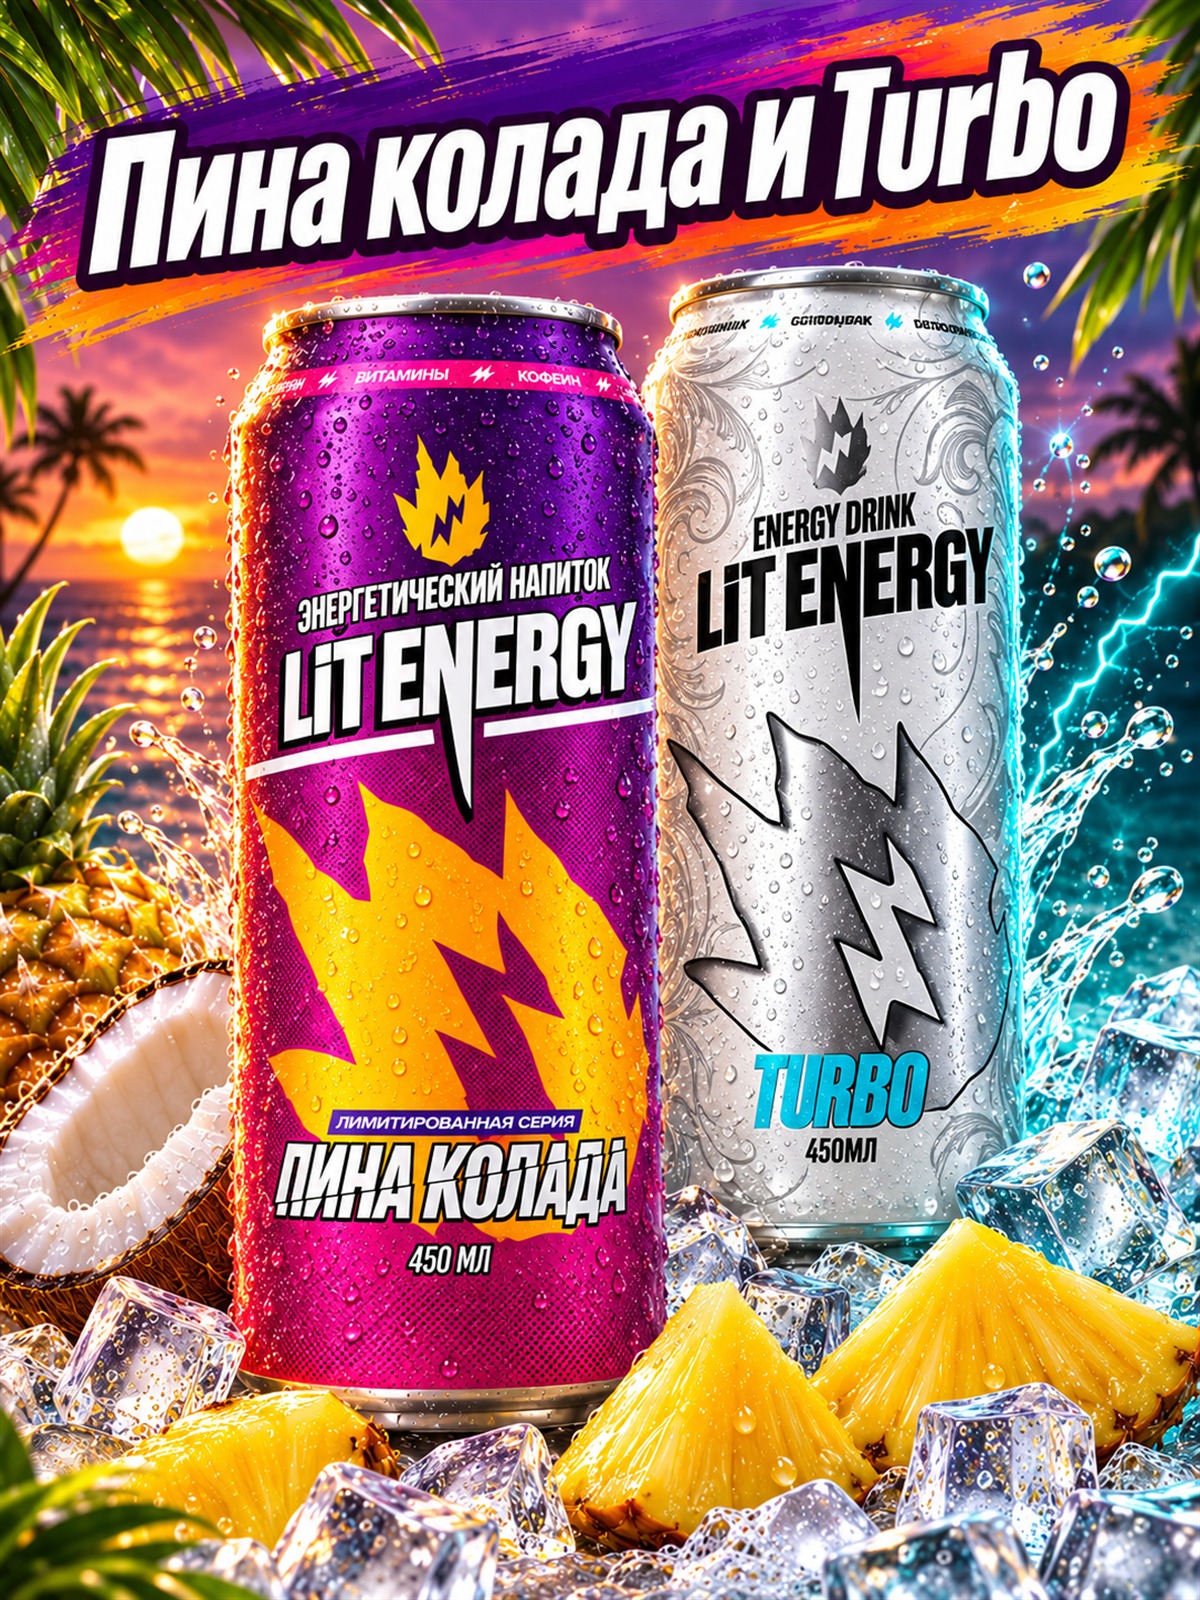 Пина колада и Turbo
ВИТАМИНЫ КОФЕИН
ЭНЕРГЕТИЧЕСКИЙ НАПИТОК
LiT ENERGY
ЛИМИТИРОВАННАЯ СЕРИЯ
ПИНА КОЛАДА
450 МЛ
ENERGY DRINK
LiT ENERGY
TURBO
450МЛ